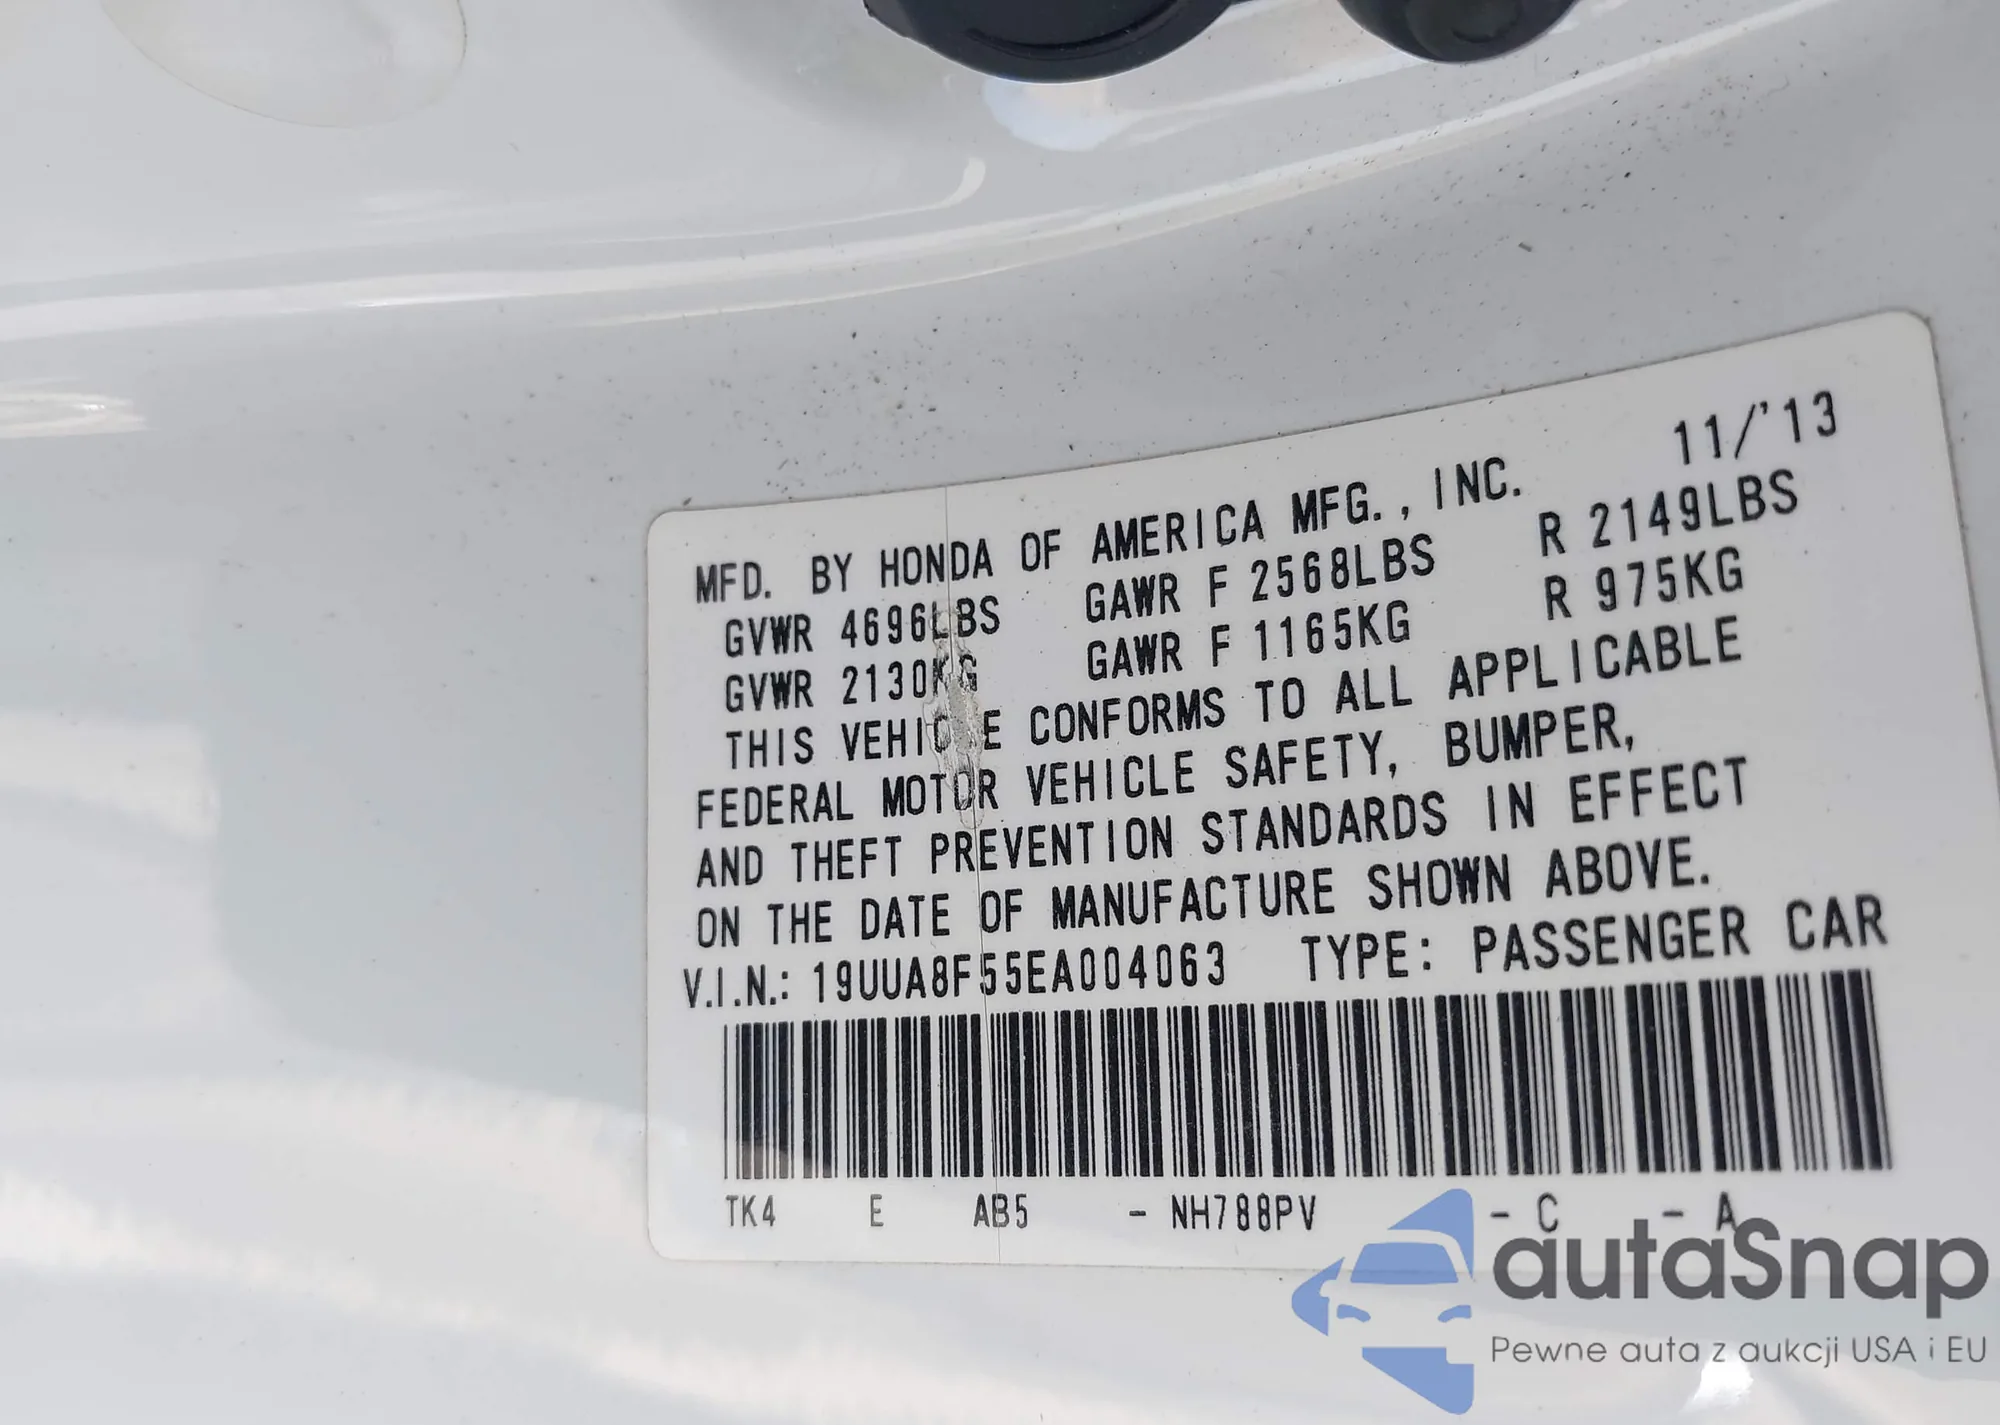 11/'13
MFD. BY HONDA OF AMERICA MFG., INC.
GVWR 4696LBS GAWR F 2568LBS R 2149LBS
GVWR 2130KG GAWR F 1165KG R 975KG
THIS VEHICLE CONFORMS TO ALL APPLICABLE
FEDERAL MOTOR VEHICLE SAFETY, BUMPER,
AND THEFT PREVENTION STANDARDS IN EFFECT
ON THE DATE OF MANUFACTURE SHOWN ABOVE.
V.I.N.: 19UUA8F55EA004063 TYPE: PASSENGER CAR
TK4 E AB5 - NH788PV - C - A
autaSnap
Pewne auta z aukcji USA i EU